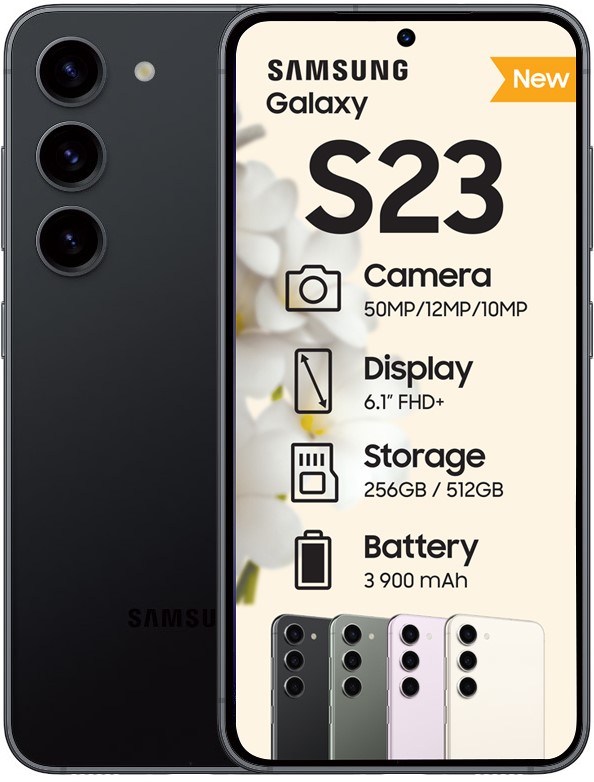 SAMSUNG
Galaxy
New
S23
Camera
50MP/12MP/10MP
Display
6.1" FHD+
Storage
256GB / 512GB
Battery
3 900 mAh
SAMSU